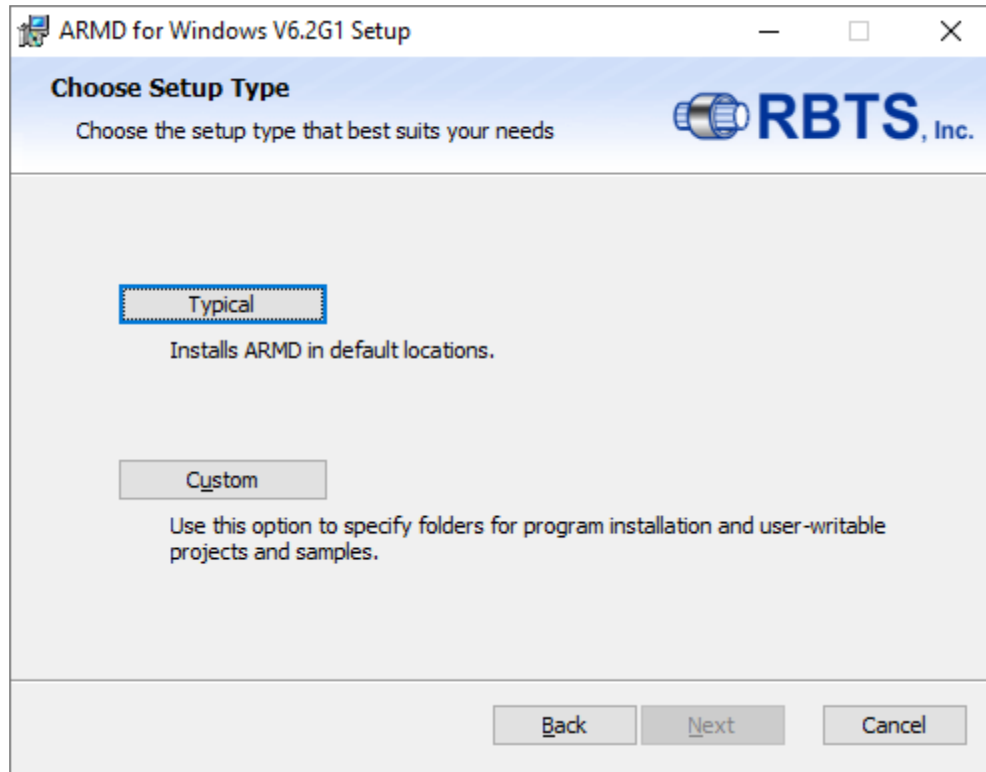 ARMD for Windows V6.2G1 Setup
Choose Setup Type
Choose the setup type that best suits your needs
RBTS, Inc.
Typical
Installs ARMD in default locations.
Custom
Use this option to specify folders for program installation and user-writable
projects and samples.
Back Next Cancel